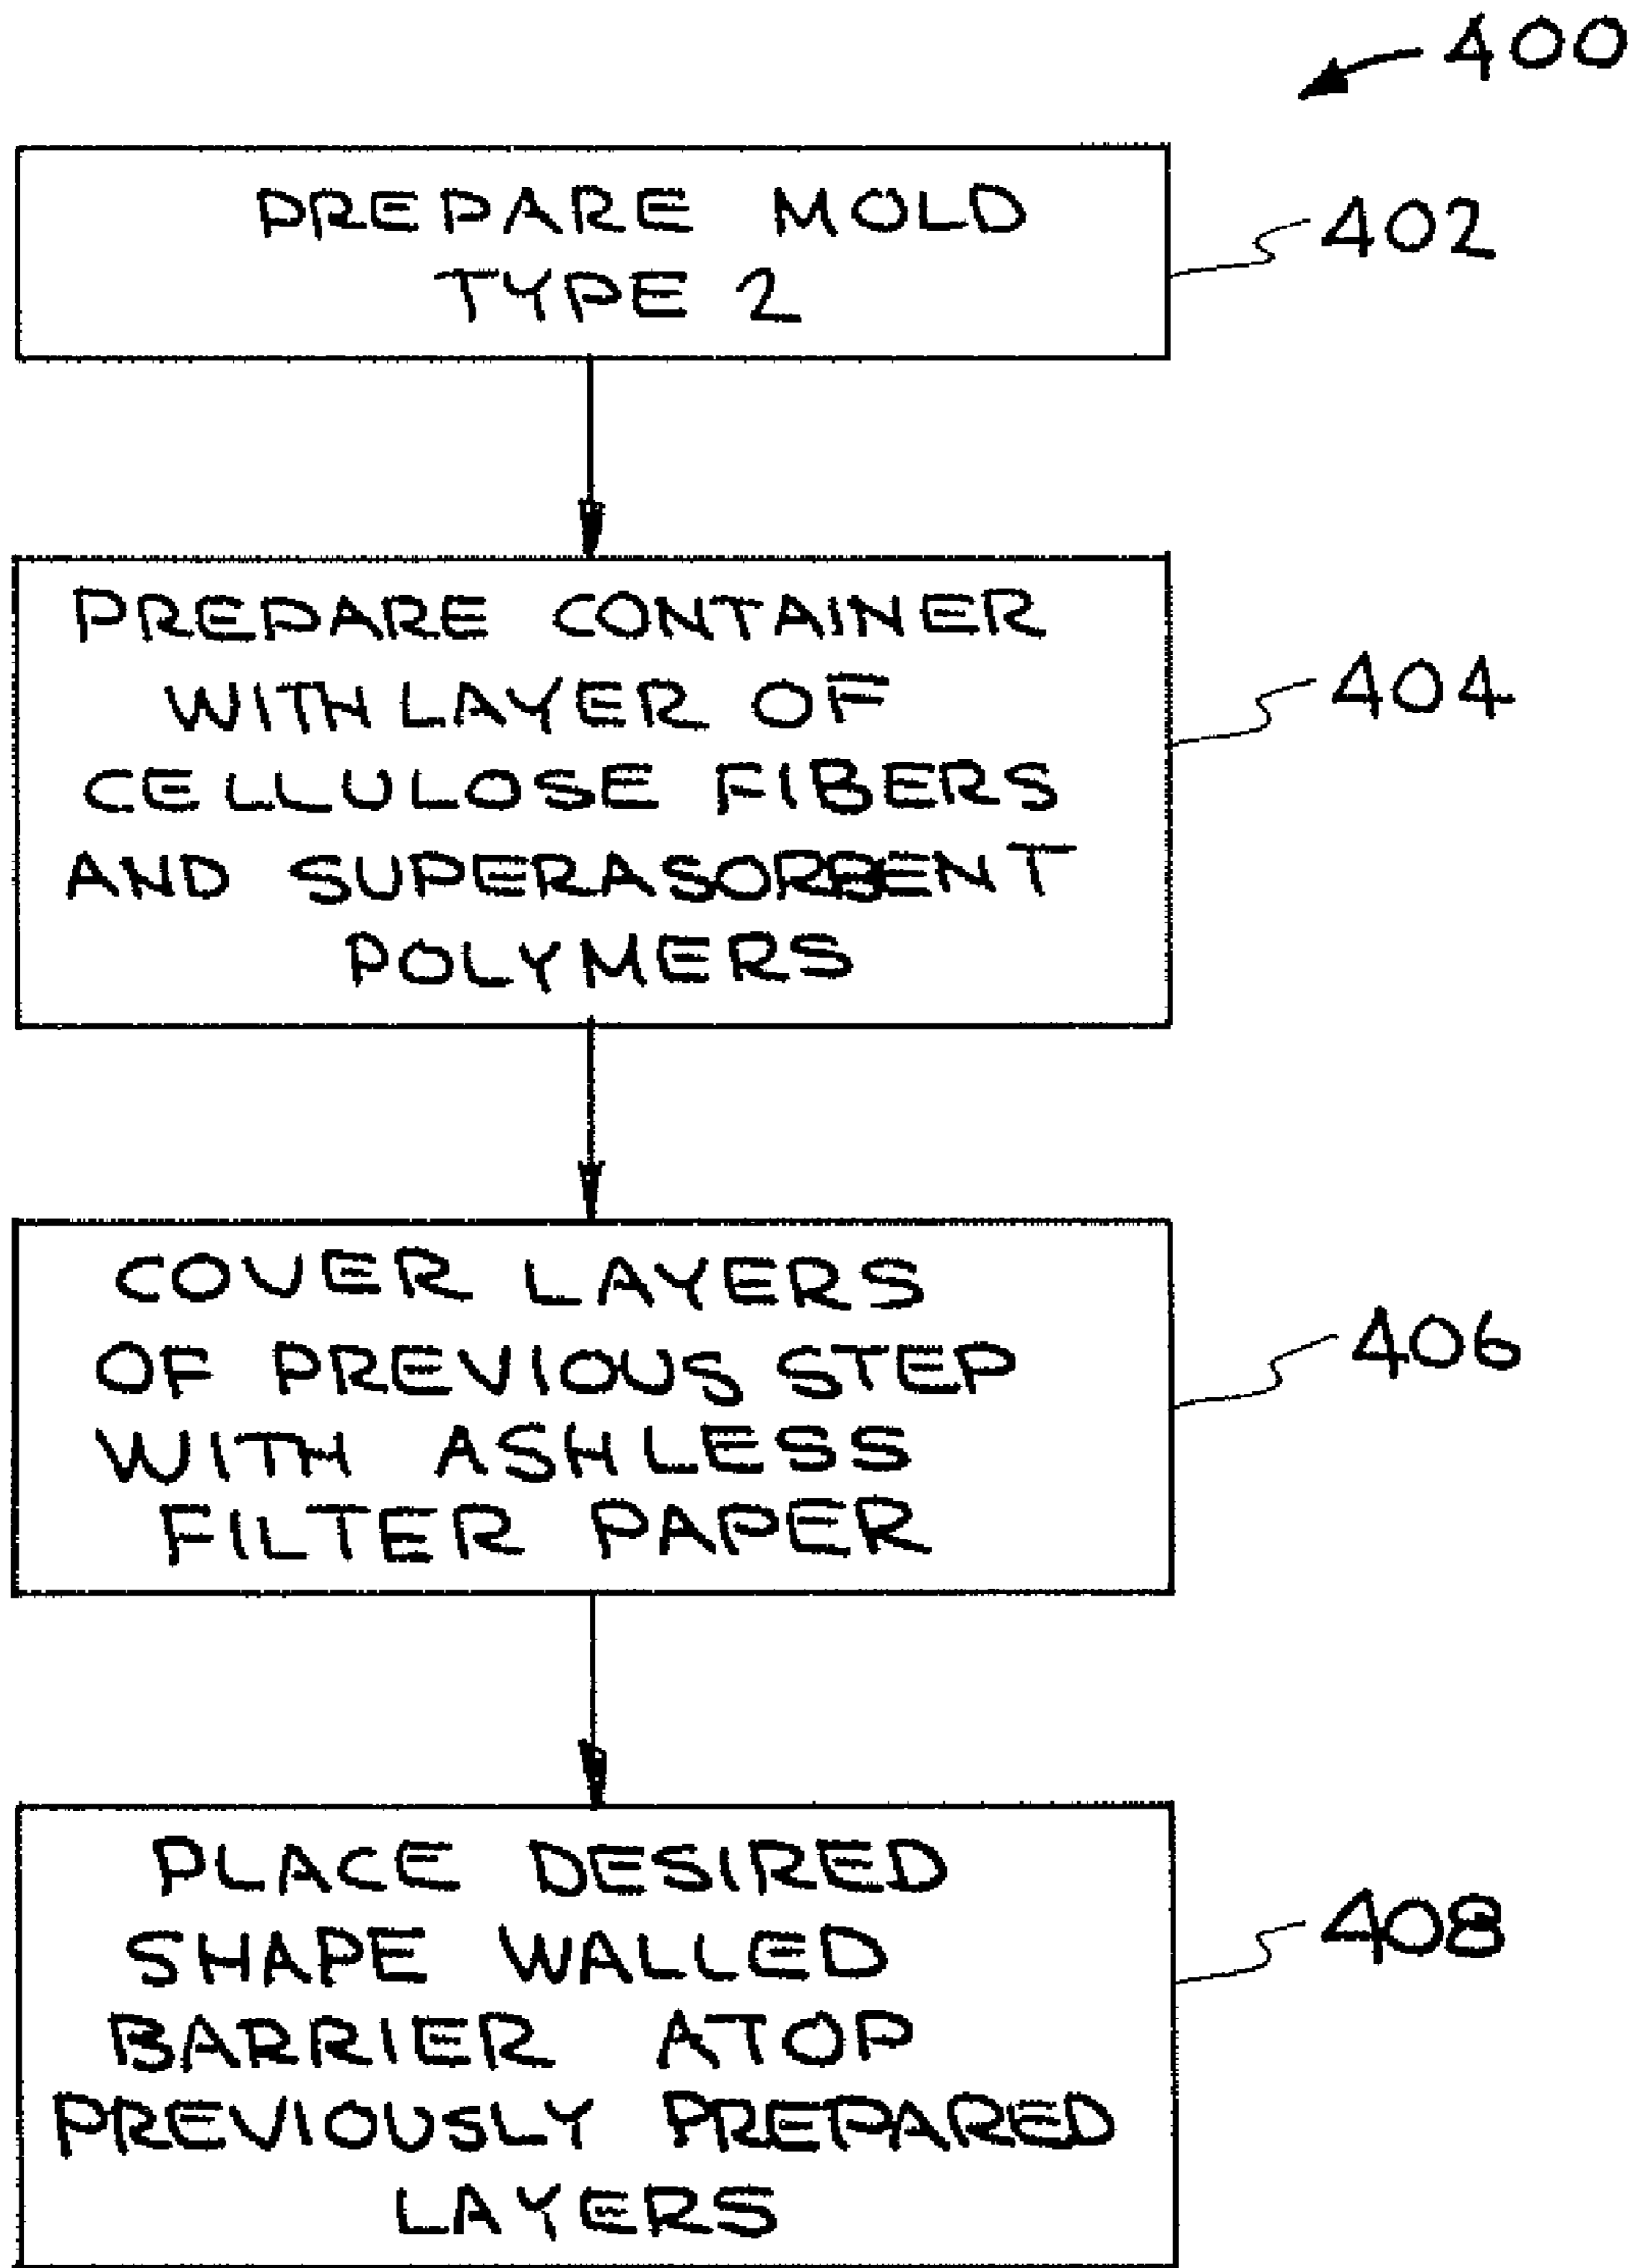 400
PREPARE MOLD
TYPE 2
402
PREPARE CONTAINER
WITH LAYER OF
CELLULOSE FIBERS
AND SUPERASORBENT
POLYMERS
404
COVER LAYERS
OF PREVIOUS STEP
WITH ASHLESS
FILTER PAPER
406
PLACE DESIRED
SHAPE WALLED
BARRIER ATOP
PREVIOUSLY PREPARED
LAYERS
408